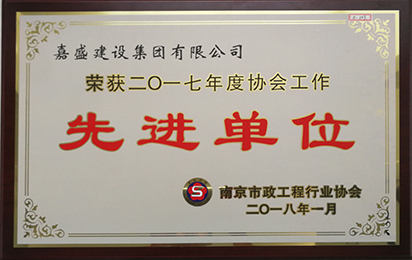 嘉盛建设集团有限公司
荣获二〇一七年度协会工作
先进单位
南京市政工程行业协会
二〇一八年一月